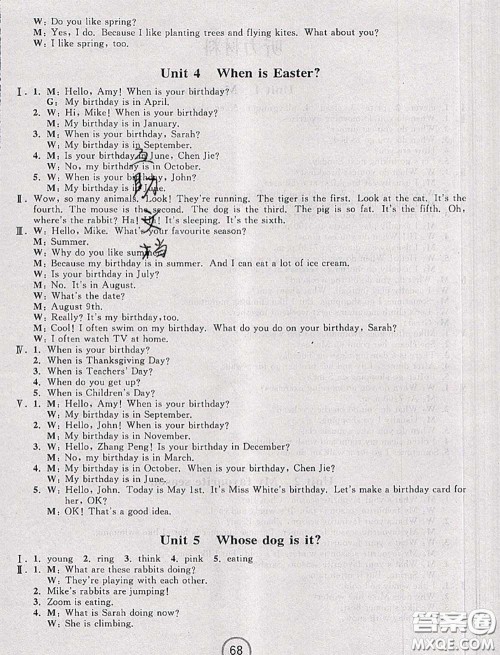 W: Do you like spring?
M: Yes, I do. Because I like planting trees and flying kites. What about you?
W: I like spring, too.
Unit 4 When is Easter?
Ⅰ. 1. M: Hello, Amy! When is your birthday?
G: My birthday is in April.
2. W: Hi, Mike! When is your birthday?
M: My birthday is in January.
3. M: When is your birthday, Sarah?
W: My birthday is in September.
4. M: Is your birthday in June, Chen Jie?
W: No, my birthday is in October.
5. W: When is your birthday, John?
M: My birthday is in June.
Ⅱ. Wow, so many animals. Look! They're running. The tiger is the first. Look at the cat. It's the
fourth. The mouse is the second. The dog is the third. The pig is so fat. It's the fifth. Oh,
where's the rabbit? Ha! It's sleeping. It's the sixth.
Ⅲ. W: Hello, Mike. What's your favourite season?
M: Summer.
W: Why do you like summer?
M: Because my birthday is in summer. And I can eat a lot of ice cream.
W: Is your birthday in July?
M: No. It's in August.
W: What's the date?
M: August 9th.
W: Really? It's my birthday, too.
M: Cool! I often swim on my birthday. What do you do on your birthday, Sarah?
W: I often watch TV at home.
Ⅳ. 1. When is your birthday?
2. When is Thanksgiving Day?
3. When is Teachers' Day?
4. When do you get up?
5. When is Children's Day?
Ⅴ. 1. M: Hello, Amy! When is your birthday?
W: My birthday is in September.
2. W: Hello, John! When is your birthday?
M: My birthday is in November.
3. W: Hello, Zhang Peng! Is your birthday in December?
M: No, my birthday is in March.
4. M: My birthday is in October. When is your birthday, Chen Jie?
W: My birthday is in June.
5. W: Hello, John. Today is May 1st. It's Miss White's birthday. Let's make a birthday card for
her, OK?
M: OK! That's a good idea.
Unit 5 Whose dog is it?
Ⅰ. 1. young 2. ring 3. think 4. pink 5. eating
Ⅱ. 1. M: What are these rabbits doing?
W: They're playing with each other.
2. Mike's rabbits are jumping!
3. Zoom is eating.
4. M: What is Sarah doing now?
W: She is climbing.
68
答案圈
MXQE.COM